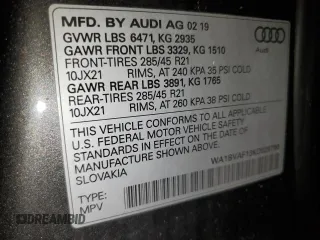 MFD. BY AUDI AG 02 19
GVWR LBS 6471, KG 2935
GAWR FRONT LBS 3329, KG 1510
FRONT-TIRES 285/45 R21
10JX21 RIMS, AT 240 KPA 35 PSI COLD
GAWR REAR LBS 3891, KG 1765
REAR-TIRES 285/45 R21
10JX21 RIMS, AT 260 KPA 38 PSI COLD
THIS VEHICLE CONFORMS TO ALL APPLICABLE
U.S. FEDERAL MOTOR VEHICLE SAFETY
STANDARDS IN EFFECT ON THE DATE OF
MANUFACTURE SHOWN ABOVE.
SLOVAKIA
TYPE:
MPV
Audi
DREAMBID